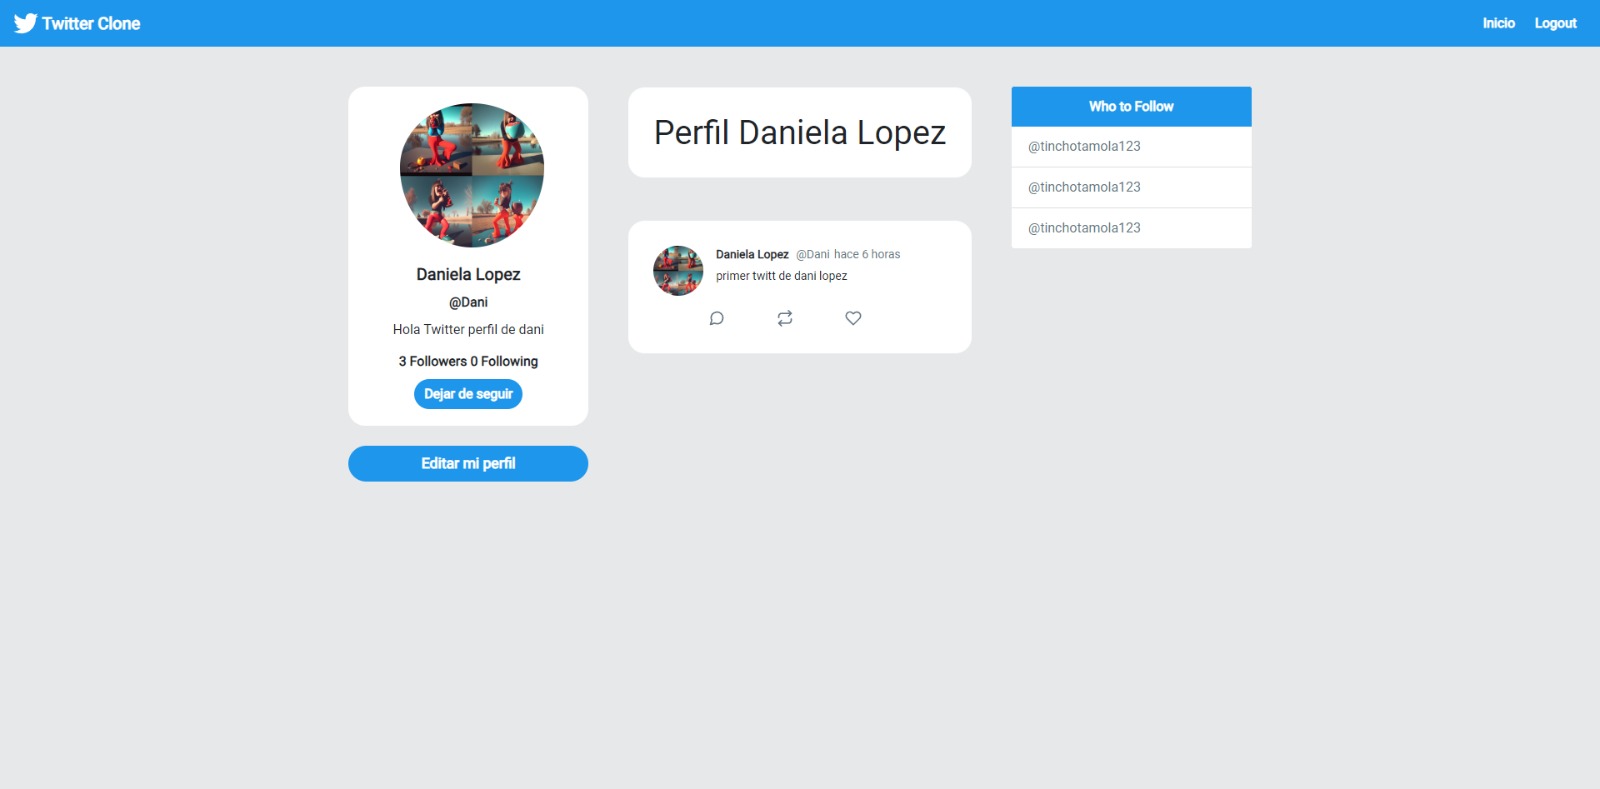 Twitter Clone
Inicio
Logout
Daniela Lopez
@Dani
Hola Twitter perfil de dani
3 Followers 0 Following
Dejar de seguir
Editar mi perfil
Perfil Daniela Lopez
Daniela Lopez @Dani hace 6 horas
primer twitt de dani lopez
Who to Follow
@tinchotamola123
@tinchotamola123
@tinchotamola123